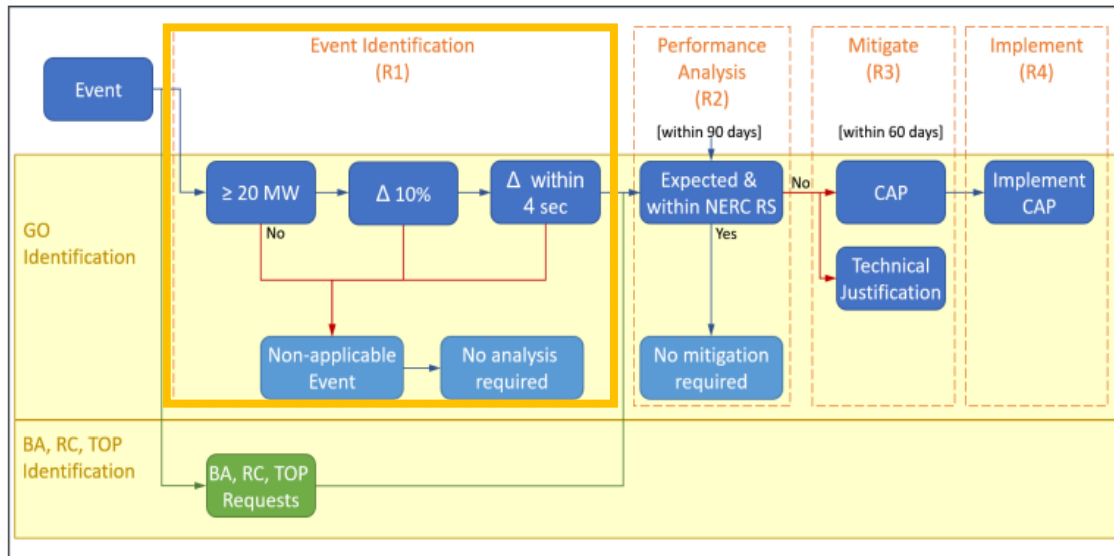 Event Identification
(R1)
Performance
Analysis
(R2)
Mitigate
(R3)
Implement
(R4)
Event
[within 90 days]
[within 60 days]
≥ 20 MW
Δ 10%
Δ within
4 sec
Expected &
within NERC RS
No
CAP
Implement
CAP
No
Yes
GO
Identification
Technical
Justification
Non-applicable
Event
No analysis
required
No mitigation
required
BA, RC, TOP
Identification
BA, RC, TOP
Requests